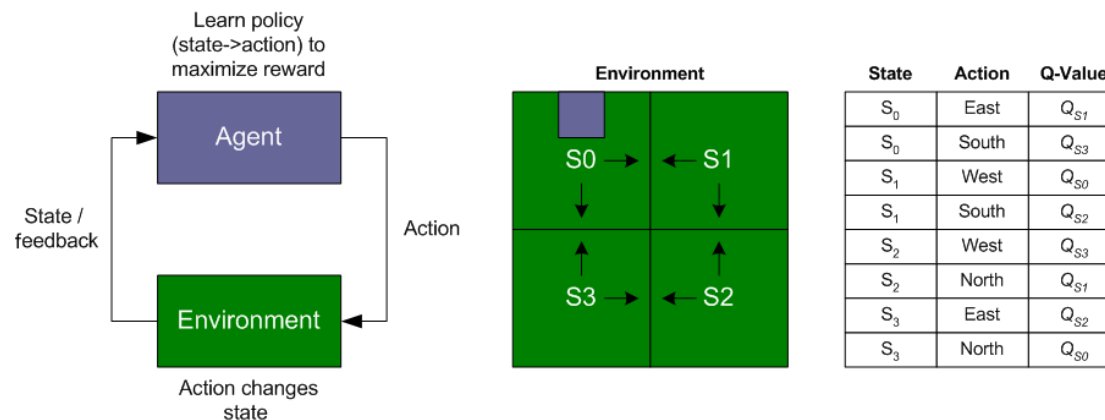 Learn policy
(state->action) to
maximize reward
Agent
State /
feedback
Action
Environment
Action changes
state
Environment
S0
S1
S3
S2
State Action Q-Value
S0 East QS1
S0 South QS3
S1 West QS0
S1 South QS2
S2 West QS3
S2 North QS1
S3 East QS2
S3 North QS0